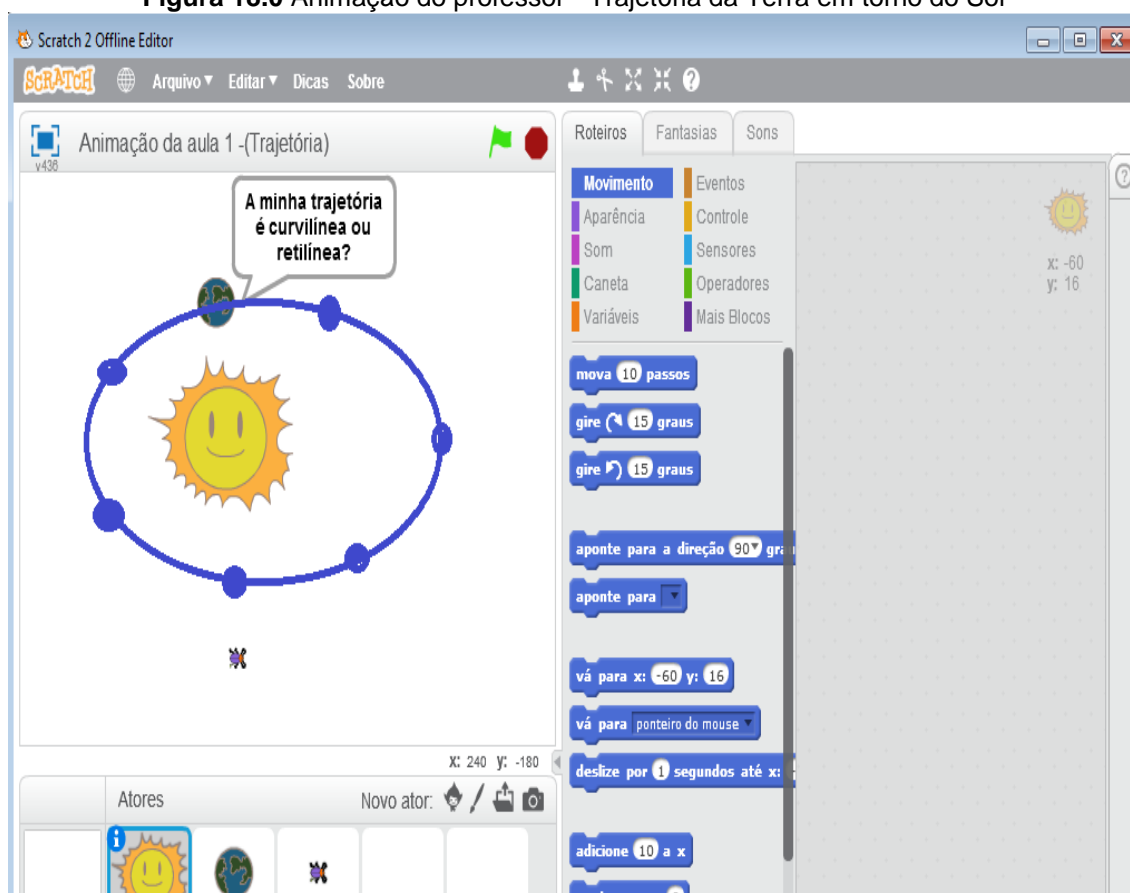 Figura 18.0 Animação do professor - Trajetória da Terra em torno do Sol
Scratch 2 Offline Editor
SCRATCH Arquivo Editar Dicas Sobre
Animação da aula 1 -(Trajetória)
v436
A minha trajetória
é curvilínea ou
retilínea?
X: 240 y: -180
Atores Novo ator:
Roteiros Fantasias Sons
Movimento Eventos
Aparência Controle
Som Sensores
Caneta Operadores
Variáveis Mais Blocos
mova 10 passos
gire 15 graus
gire 15 graus
aponte para a direção 90 grau
aponte para
vá para x: -60 y: 16
vá para ponteiro do mouse
deslize por 1 segundos até x:
adicione 10 a x
x: -60
y: 16